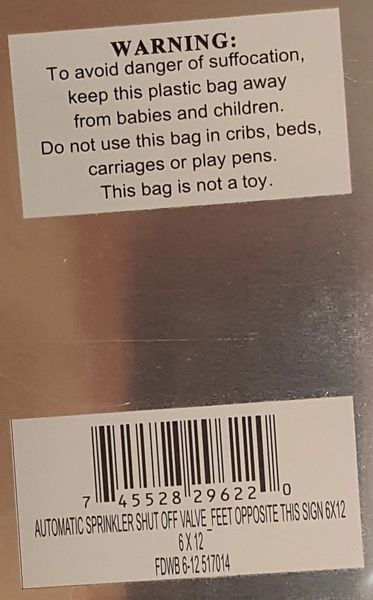 WARNING:
To avoid danger of suffocation,
keep this plastic bag away
from babies and children.
Do not use this bag in cribs, beds,
carriages or play pens.
This bag is not a toy.
7 45528 29622 0
AUTOMATIC SPRINKLER SHUT OFF VALVE_FEET OPPOSITE THIS SIGN 6X12
6 X 12
FDWB 6-12 517014